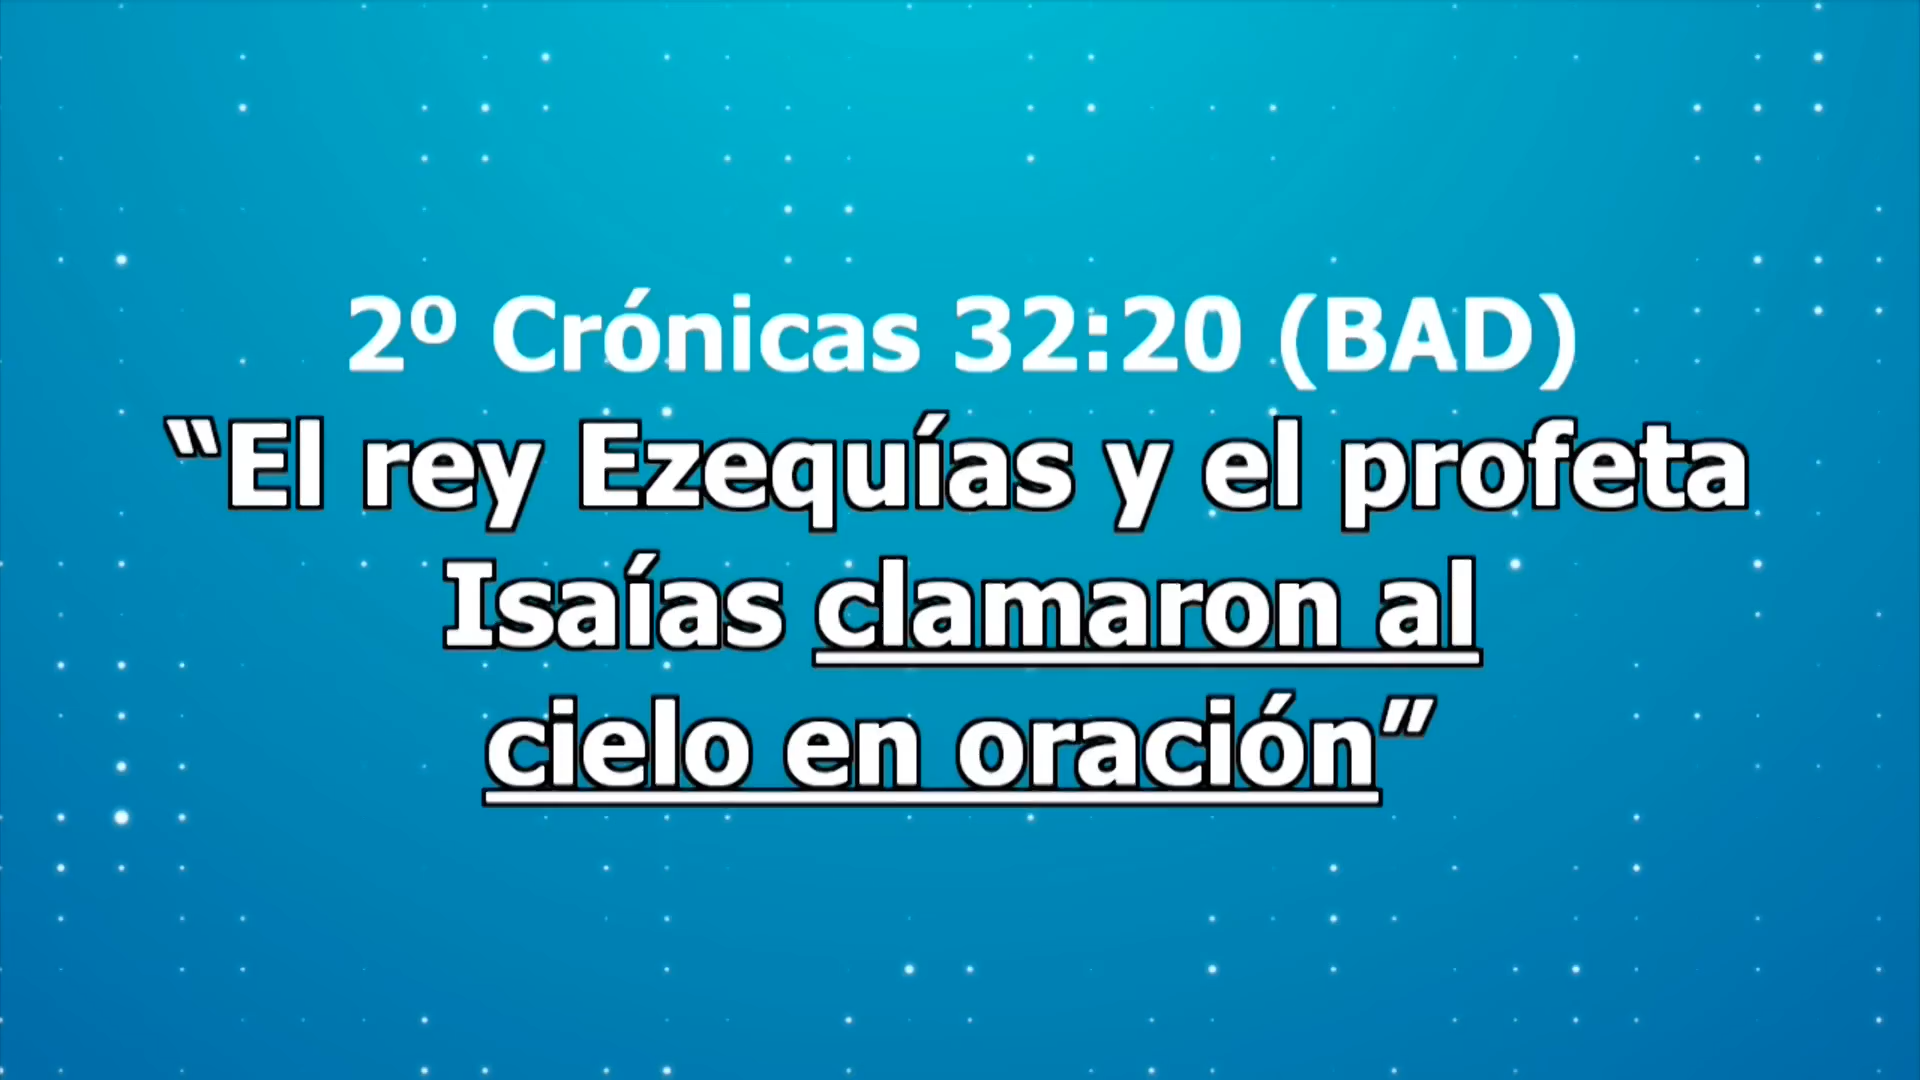 2º Crónicas 32:20 (BAD)
“El rey Ezequías y el profeta
Isaías clamaron al
cielo en oración”